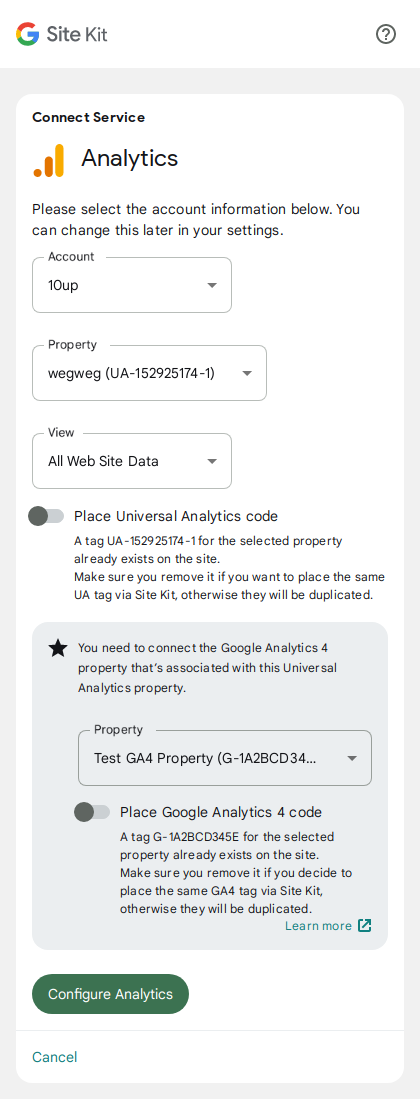 Site Kit
Connect Service
Analytics
Please select the account information below. You
can change this later in your settings.
Account
10up
Property
wegweg (UA-152925174-1)
View
All Web Site Data
Place Universal Analytics code
A tag UA-152925174-1 for the selected property
already exists on the site.
Make sure you remove it if you want to place the same
UA tag via Site Kit, otherwise they will be duplicated.
You need to connect the Google Analytics 4
property that's associated with this Universal
Analytics property.
Property
Test GA4 Property (G-1A2BCD34...
Place Google Analytics 4 code
A tag G-1A2BCD345E for the selected
property already exists on the site.
Make sure you remove it if you decide to
place the same GA4 tag via Site Kit,
otherwise they will be duplicated.
Learn more
Configure Analytics
Cancel